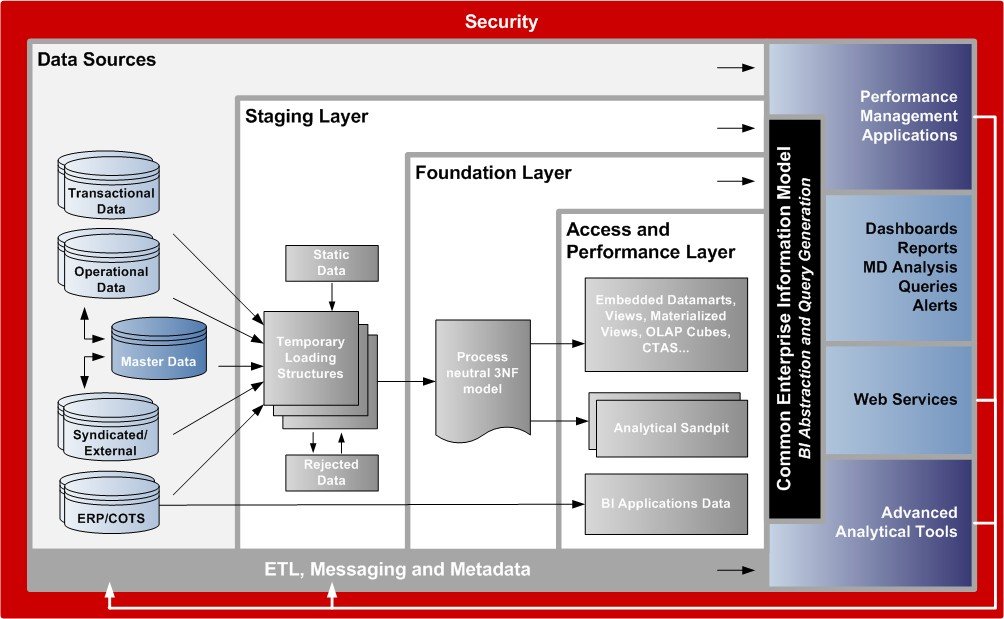 Security
Data Sources
Staging Layer
Foundation Layer
Access and
Performance Layer
Transactional
Data
Operational
Data
Master Data
Syndicated/
External
ERP/COTS
Static
Data
Temporary
Loading
Structures
Rejected
Data
Process
neutral 3NF
model
Embedded Datamarts,
Views, Materialized
Views, OLAP Cubes,
CTAS...
Analytical Sandpit
BI Applications Data
Common Enterprise Information Model
BI Abstraction and Query Generation
Performance
Management
Applications
Dashboards
Reports
MD Analysis
Queries
Alerts
Web Services
Advanced
Analytical Tools
ETL, Messaging and Metadata